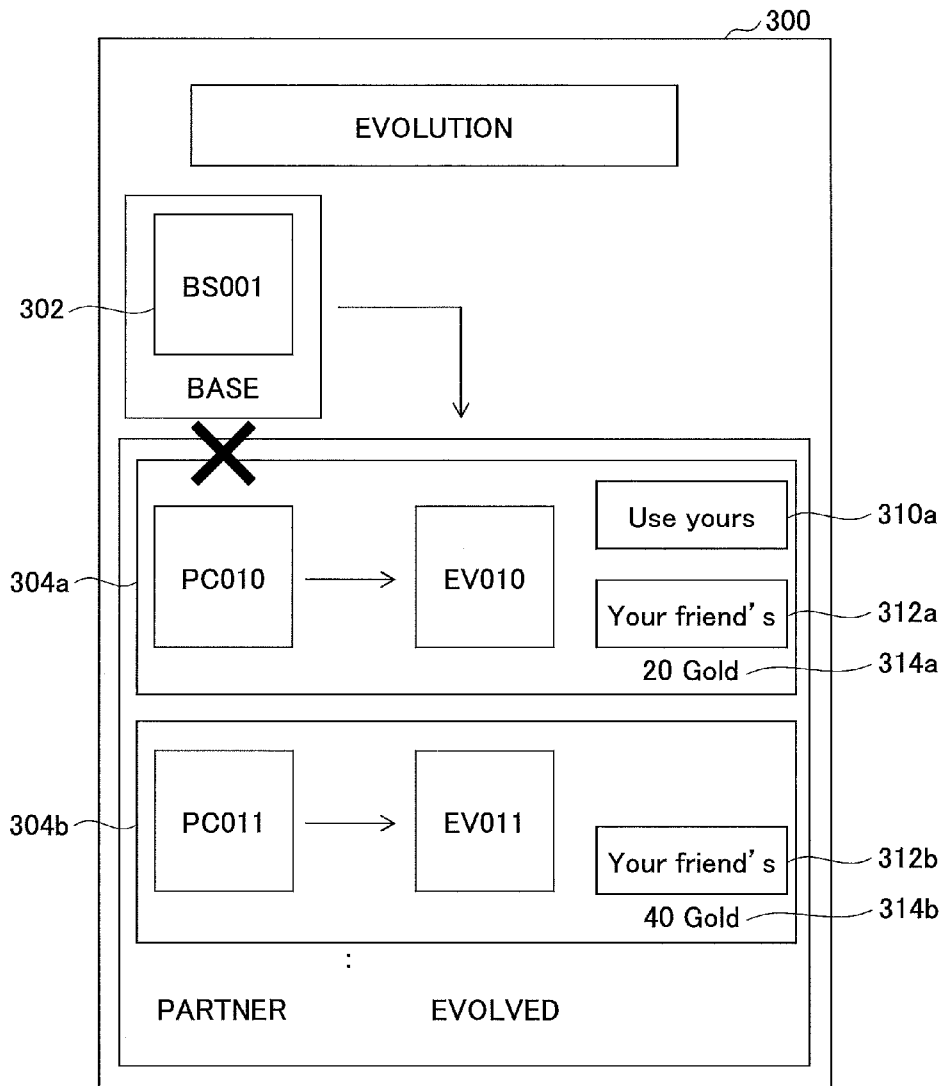 300
EVOLUTION
BS001
302
BASE
Use yours
310a
PC010
EV010
304a
Your friend's
312a
20 Gold
314a
PC011
EV011
304b
Your friend's
312b
40 Gold
314b
:
PARTNER
EVOLVED